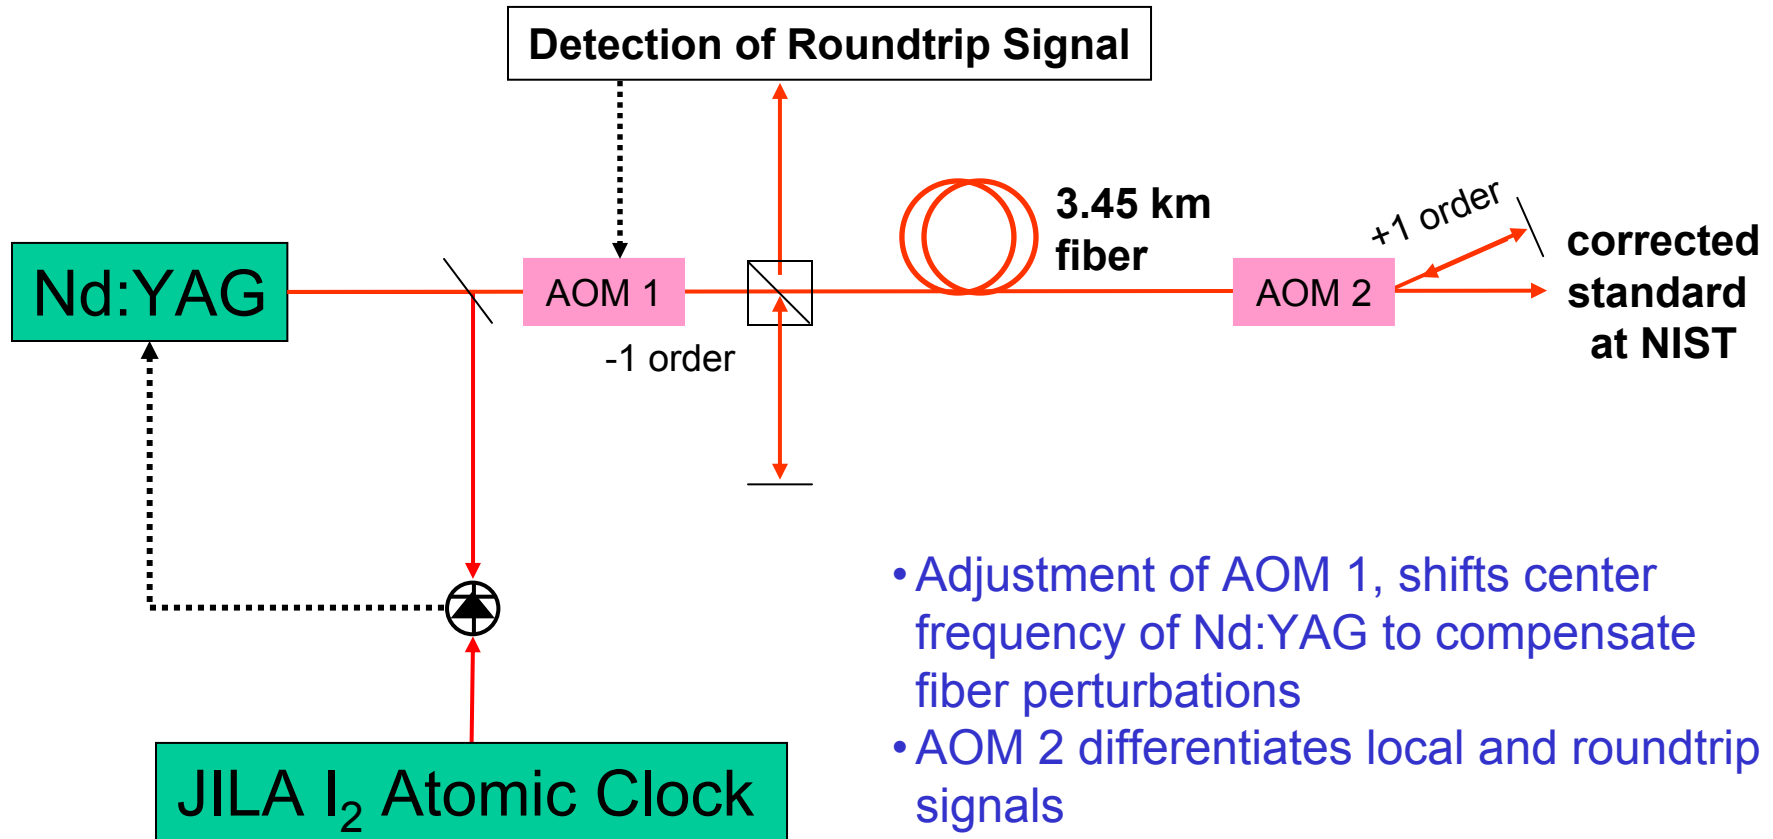 Detection of Roundtrip Signal
3.45 km
fiber
+1 order
corrected
standard
at NIST
Nd:YAG
AOM 1
AOM 2
-1 order
• Adjustment of AOM 1, shifts center
frequency of Nd:YAG to compensate
fiber perturbations
• AOM 2 differentiates local and roundtrip
signals
JILA I₂ Atomic Clock